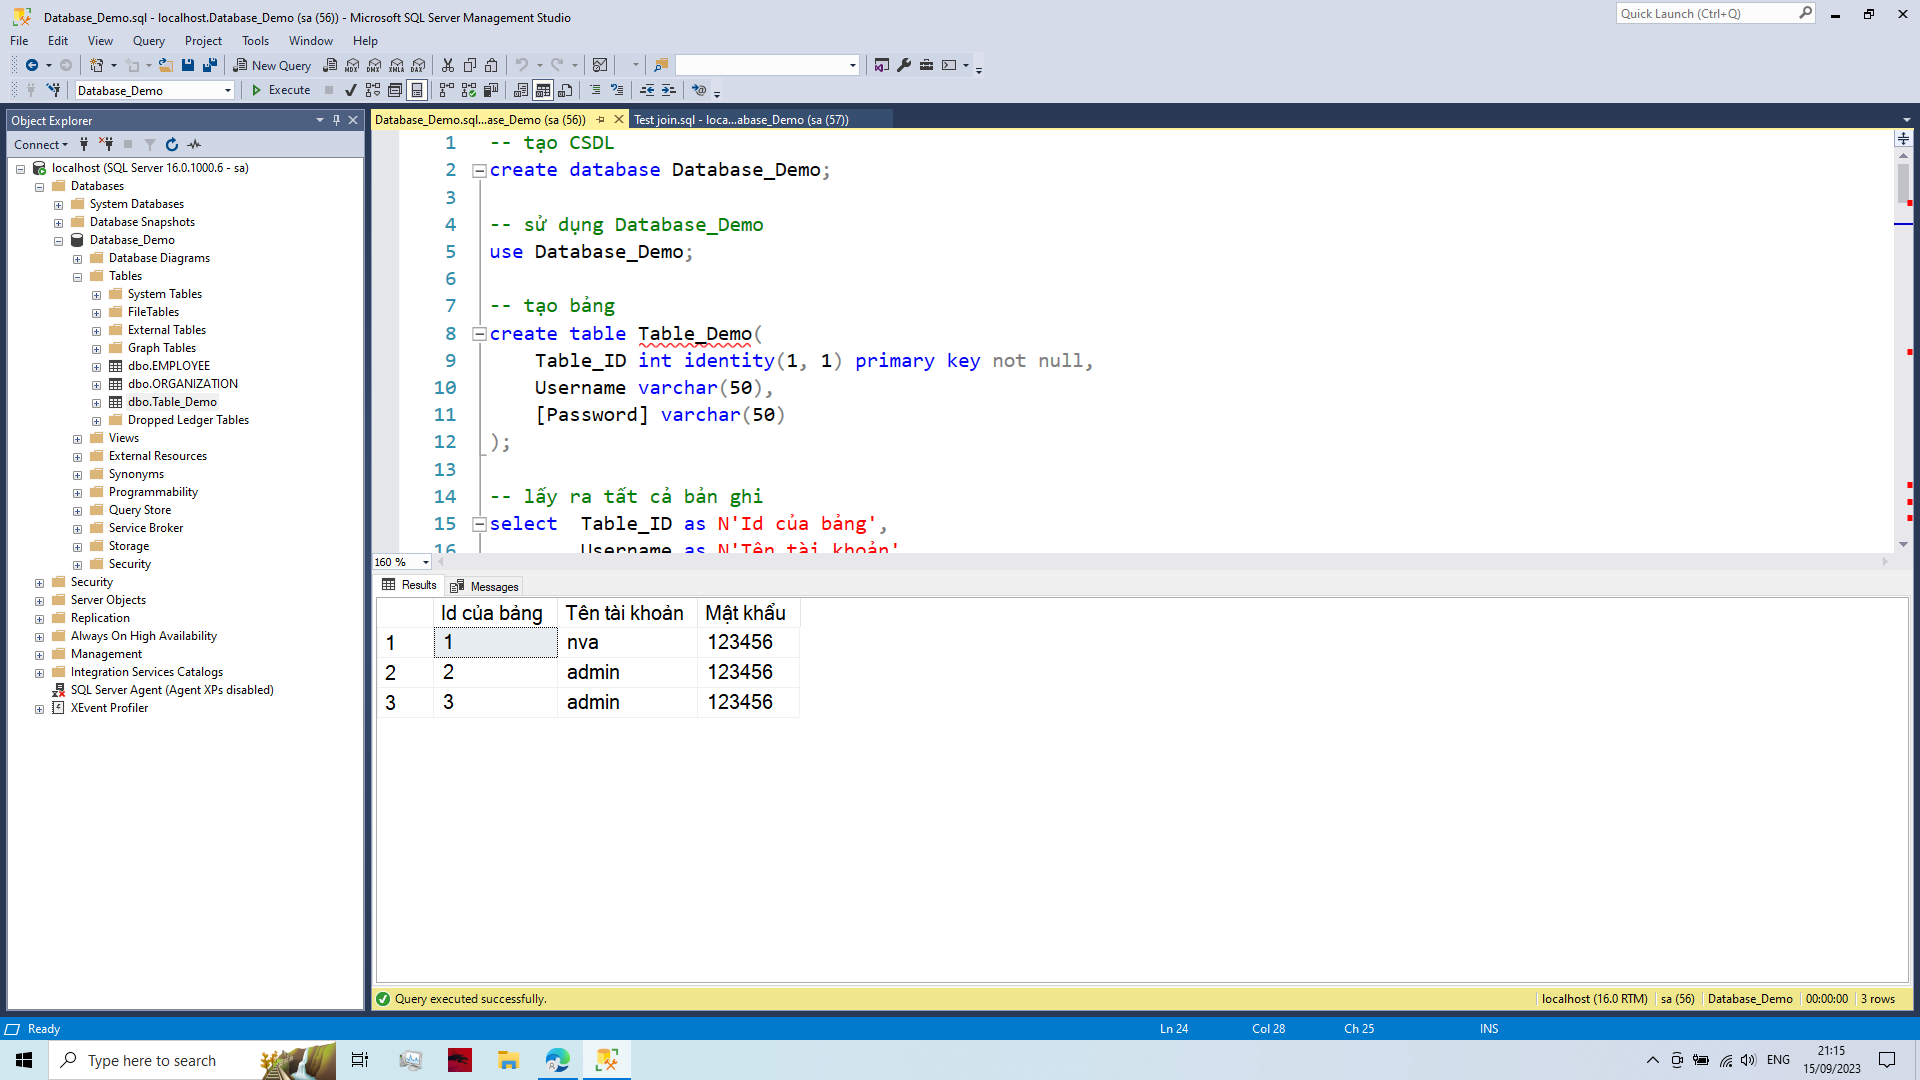 Database_Demo.sql - localhost.Database_Demo (sa (56)) - Microsoft SQL Server Management Studio
Quick Launch (Ctrl+Q)
File Edit View Query Project Tools Window Help
New Query
MDX DMX XMLA DAX
Database_Demo
Execute
Object Explorer
Connect
localhost (SQL Server 16.0.1000.6 - sa)
Databases
System Databases
Database Snapshots
Database_Demo
Database Diagrams
Tables
System Tables
FileTables
External Tables
Graph Tables
dbo.EMPLOYEE
dbo.ORGANIZATION
dbo.Table_Demo
Dropped Ledger Tables
Views
External Resources
Synonyms
Programmability
Query Store
Service Broker
Storage
Security
Security
Server Objects
Replication
Always On High Availability
Management
Integration Services Catalogs
SQL Server Agent (Agent XPs disabled)
XEvent Profiler
Database_Demo.sql...ase_Demo (sa (56))
Test join.sql - loca...abase_Demo (sa (57))
1 -- tạo CSDL
2 create database Database_Demo;
3
4 -- sử dụng Database_Demo
5 use Database_Demo;
6
7 -- tạo bảng
8 create table Table_Demo(
9 Table_ID int identity(1, 1) primary key not null,
10 Username varchar(50),
11 [Password] varchar(50)
12 );
13
14 -- lấy ra tất cả bản ghi
15 select Table_ID as N'Id của bảng',
16 Username as N'Tên tài khoản'
160 %
Results Messages
Id của bảng Tên tài khoản Mật khẩu
1 1 nva 123456
2 2 admin 123456
3 3 admin 123456
Query executed successfully.
localhost (16.0 RTM) sa (56) Database_Demo 00:00:00 3 rows
Ready
Ln 24 Col 28 Ch 25 INS
Type here to search
ENG
21:15
15/09/2023